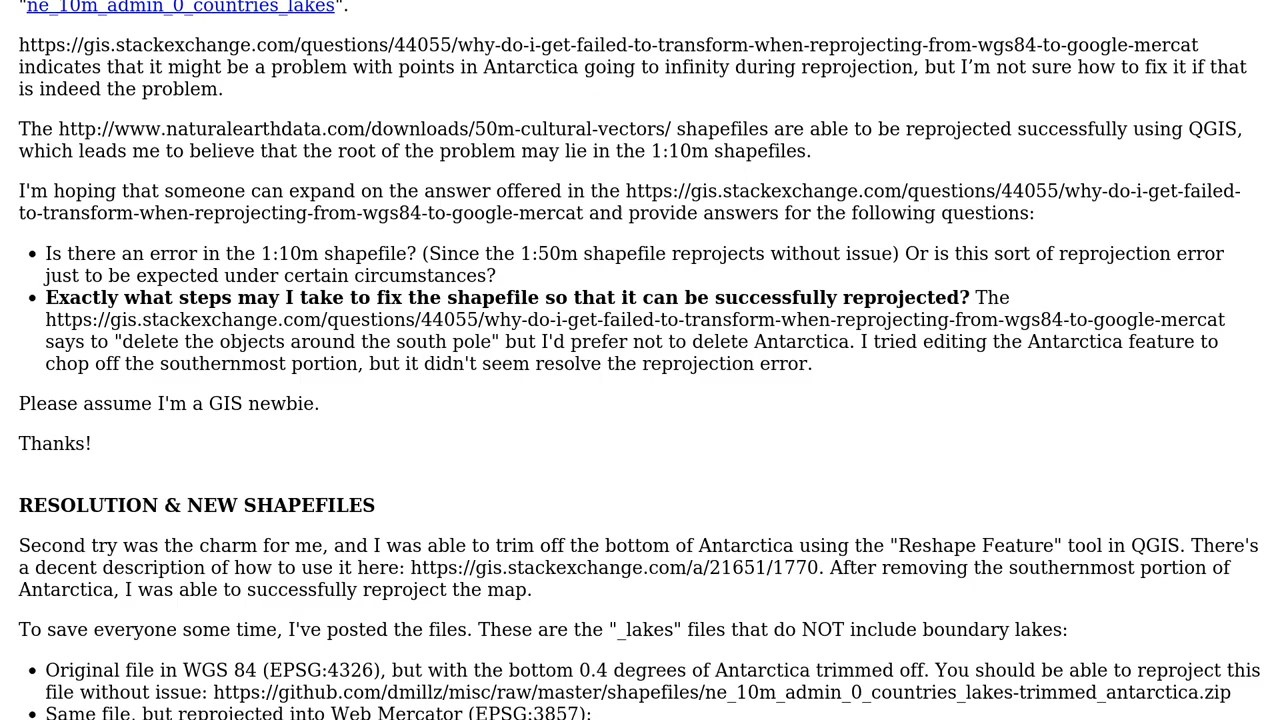 "ne_10m_admin_0_countries_lakes".
https://gis.stackexchange.com/questions/44055/why-do-i-get-failed-to-transform-when-reprojecting-from-wgs84-to-google-mercat
indicates that it might be a problem with points in Antarctica going to infinity during reprojection, but I’m not sure how to fix it if that
is indeed the problem.
The http://www.naturalearthdata.com/downloads/50m-cultural-vectors/ shapefiles are able to be reprojected successfully using QGIS,
which leads me to believe that the root of the problem may lie in the 1:10m shapefiles.
I'm hoping that someone can expand on the answer offered in the https://gis.stackexchange.com/questions/44055/why-do-i-get-failed-
to-transform-when-reprojecting-from-wgs84-to-google-mercat and provide answers for the following questions:
• Is there an error in the 1:10m shapefile? (Since the 1:50m shapefile reprojects without issue) Or is this sort of reprojection error
just to be expected under certain circumstances?
• Exactly what steps may I take to fix the shapefile so that it can be successfully reprojected? The
https://gis.stackexchange.com/questions/44055/why-do-i-get-failed-to-transform-when-reprojecting-from-wgs84-to-google-mercat
says to "delete the objects around the south pole" but I'd prefer not to delete Antarctica. I tried editing the Antarctica feature to
chop off the southernmost portion, but it didn't seem resolve the reprojection error.
Please assume I'm a GIS newbie.
Thanks!
RESOLUTION & NEW SHAPEFILES
Second try was the charm for me, and I was able to trim off the bottom of Antarctica using the "Reshape Feature" tool in QGIS. There's
a decent description of how to use it here: https://gis.stackexchange.com/a/21651/1770. After removing the southernmost portion of
Antarctica, I was able to successfully reproject the map.
To save everyone some time, I've posted the files. These are the "_lakes" files that do NOT include boundary lakes:
• Original file in WGS 84 (EPSG:4326), but with the bottom 0.4 degrees of Antarctica trimmed off. You should be able to reproject this
file without issue: https://github.com/dmillz/misc/raw/master/shapefiles/ne_10m_admin_0_countries_lakes-trimmed_antarctica.zip
• Same file, but reprojected into Web Mercator (EPSG:3857):